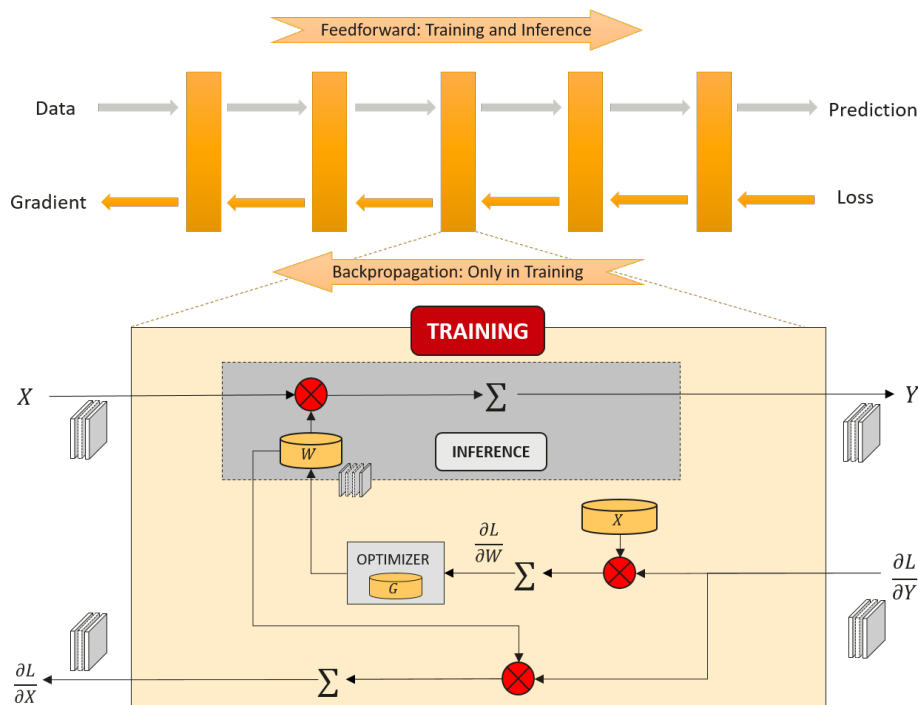 Feedforward: Training and Inference
Data
Prediction
Gradient
Loss
Backpropagation: Only in Training
TRAINING
X
Σ
Y
W
INFERENCE
X
OPTIMIZER
G
∂L
∂W
Σ
∂L
∂Y
∂L
∂X
Σ